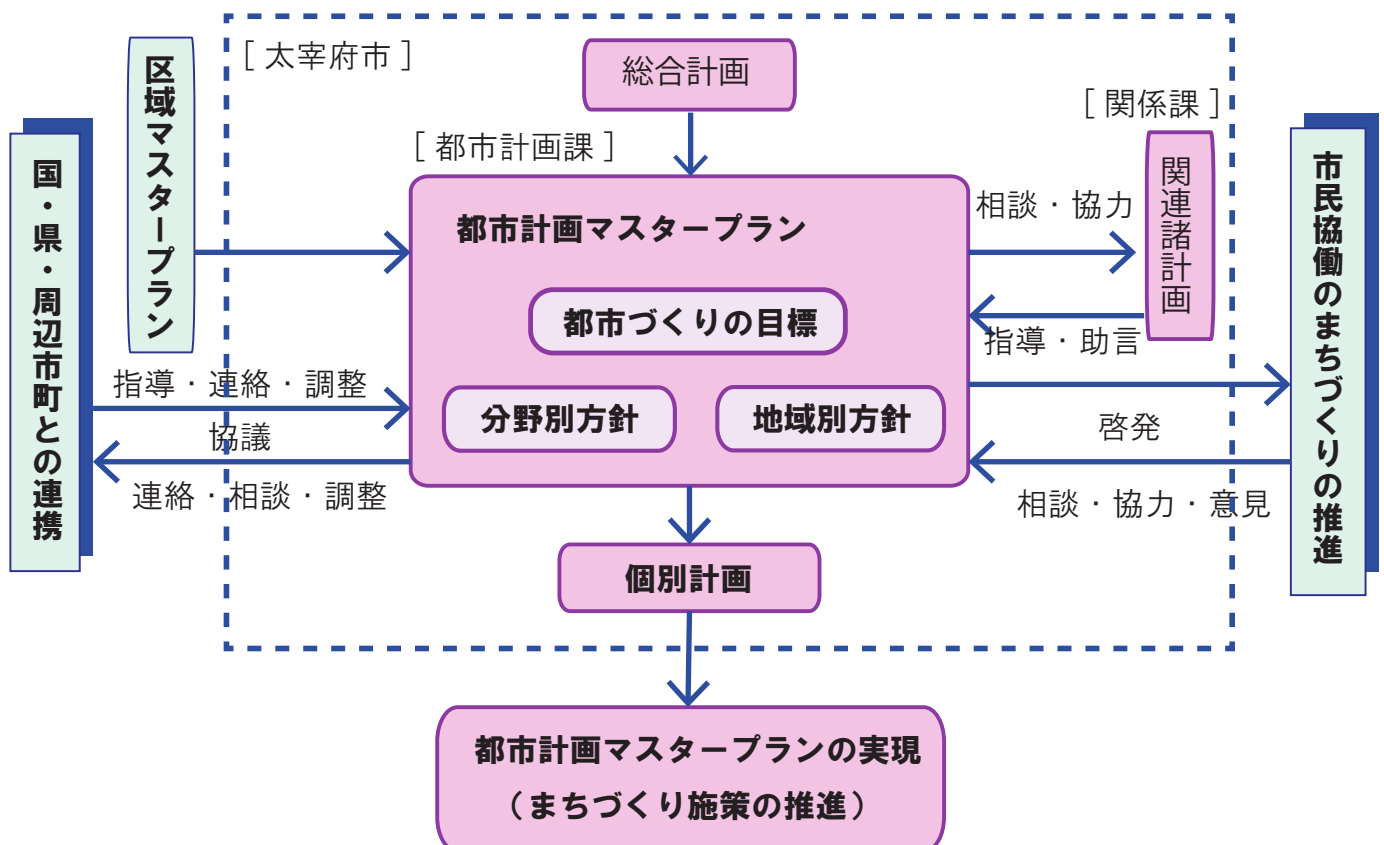 [ 太宰府市 ]
総合計画
[ 関係課 ]
区域マスタープラン
国・県・周辺市町との連携
[ 都市計画課 ]
都市計画マスタープラン
都市づくりの目標
分野別方針
地域別方針
相談・協力
関連諸計画
指導・助言
市民協働のまちづくりの推進
指導・連絡・調整
協議
連絡・相談・調整
啓発
相談・協力・意見
個別計画
都市計画マスタープランの実現
（まちづくり施策の推進）